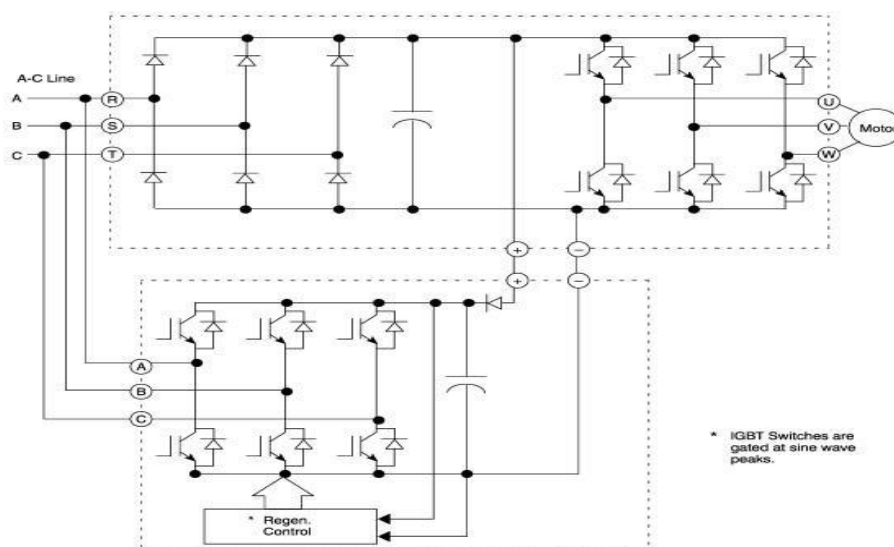 A-C Line
A
R
B
S
C
T
U
V
W
Motor
+
−
+
−
A
B
C
* Regen.
Control
* IGBT Switches are
gated at sine wave
peaks.